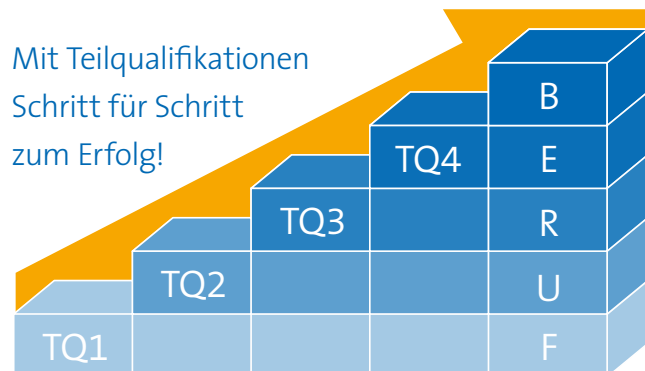 Mit Teilqualifikationen
Schritt für Schritt
zum Erfolg!
B
TQ4 E
TQ3 R
TQ2 U
TQ1 F